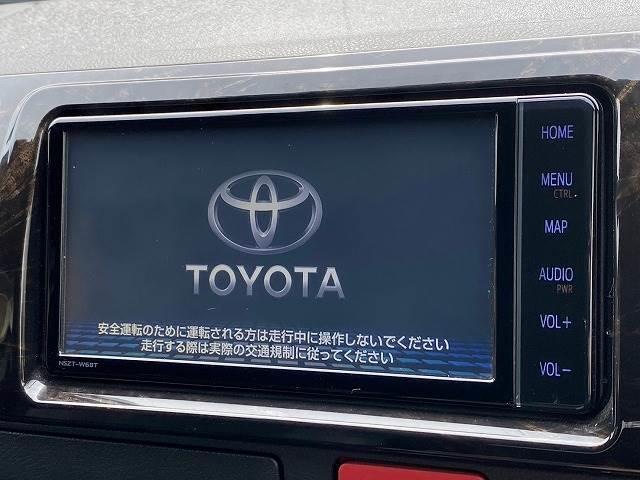 TOYOTA
安全運転のために運転される方は走行中に操作しないでください
走行する際は実際の交通規制に従ってください
NSZT-W68T
HOME
MENU
CTRL
MAP
AUDIO
PWR
VOL+
VOL-